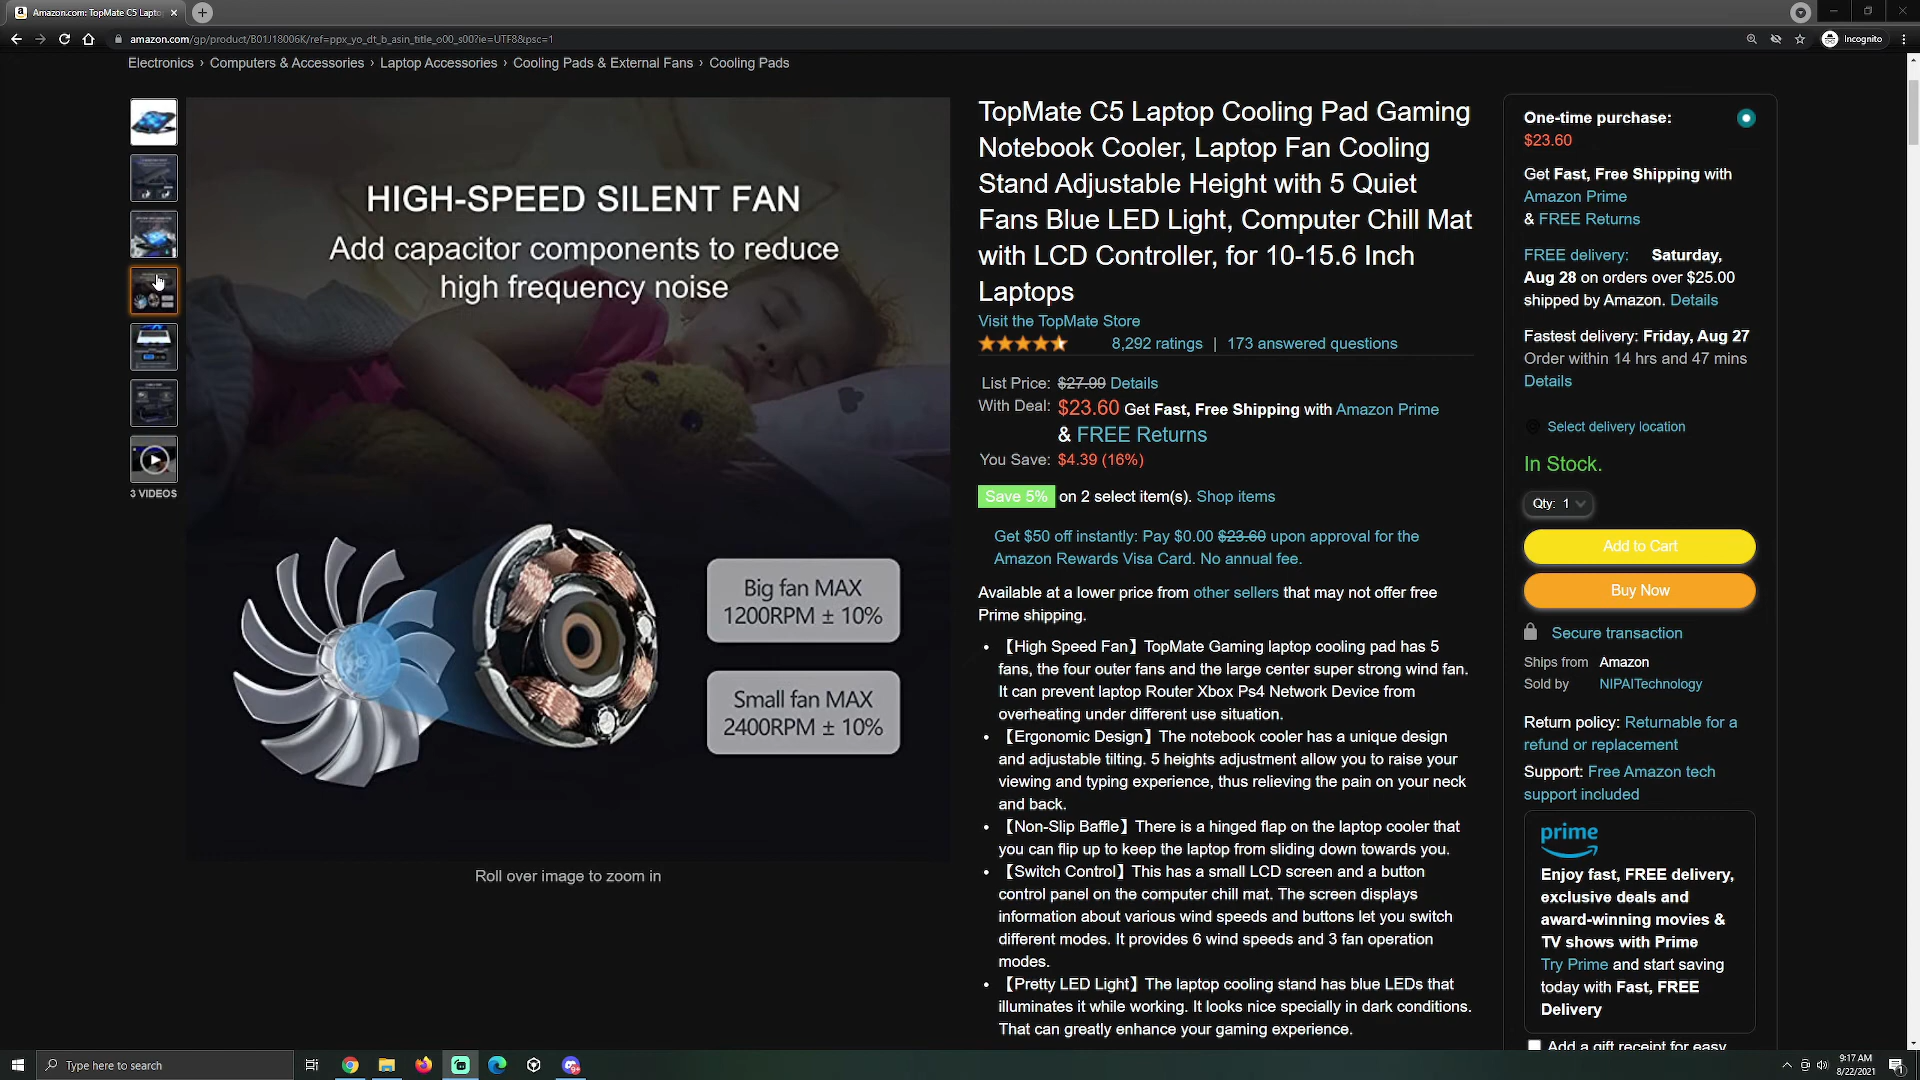 Amazon.com: TopMate C5 Lapto
amazon.com/gp/product/B01J18006K/ref=ppx_yo_dt_b_asin_title_o00_s00?ie=UTF8&psc=1
Incognito
Electronics › Computers & Accessories › Laptop Accessories › Cooling Pads & External Fans › Cooling Pads
3 VIDEOS
HIGH-SPEED SILENT FAN
Add capacitor components to reduce
high frequency noise
Big fan MAX
1200RPM ± 10%
Small fan MAX
2400RPM ± 10%
Roll over image to zoom in
TopMate C5 Laptop Cooling Pad Gaming
Notebook Cooler, Laptop Fan Cooling
Stand Adjustable Height with 5 Quiet
Fans Blue LED Light, Computer Chill Mat
with LCD Controller, for 10-15.6 Inch
Laptops
Visit the TopMate Store
8,292 ratings | 173 answered questions
List Price: $27.99 Details
With Deal: $23.60 Get Fast, Free Shipping with Amazon Prime
& FREE Returns
You Save: $4.39 (16%)
Save 5% on 2 select item(s). Shop items
Get $50 off instantly: Pay $0.00 $23.60 upon approval for the
Amazon Rewards Visa Card. No annual fee.
Available at a lower price from other sellers that may not offer free
Prime shipping.
• 【High Speed Fan】TopMate Gaming laptop cooling pad has 5
fans, the four outer fans and the large center super strong wind fan.
It can prevent laptop Router Xbox Ps4 Network Device from
overheating under different use situation.
• 【Ergonomic Design】The notebook cooler has a unique design
and adjustable tilting. 5 heights adjustment allow you to raise your
viewing and typing experience, thus relieving the pain on your neck
and back.
• 【Non-Slip Baffle】There is a hinged flap on the laptop cooler that
you can flip up to keep the laptop from sliding down towards you.
• 【Switch Control】This has a small LCD screen and a button
control panel on the computer chill mat. The screen displays
information about various wind speeds and buttons let you switch
different modes. It provides 6 wind speeds and 3 fan operation
modes.
• 【Pretty LED Light】The laptop cooling stand has blue LEDs that
illuminates it while working. It looks nice specially in dark conditions.
That can greatly enhance your gaming experience.
One-time purchase:
$23.60
Get Fast, Free Shipping with
Amazon Prime
& FREE Returns
FREE delivery: Saturday,
Aug 28 on orders over $25.00
shipped by Amazon. Details
Fastest delivery: Friday, Aug 27
Order within 14 hrs and 47 mins
Details
Select delivery location
In Stock.
Qty: 1
Add to Cart
Buy Now
Secure transaction
Ships from Amazon
Sold by NIPAITechnology
Return policy: Returnable for a
refund or replacement
Support: Free Amazon tech
support included
prime
Enjoy fast, FREE delivery,
exclusive deals and
award-winning movies &
TV shows with Prime
Try Prime and start saving
today with Fast, FREE
Delivery
Add a gift receipt for easy
Type here to search
9:17 AM
8/22/2021